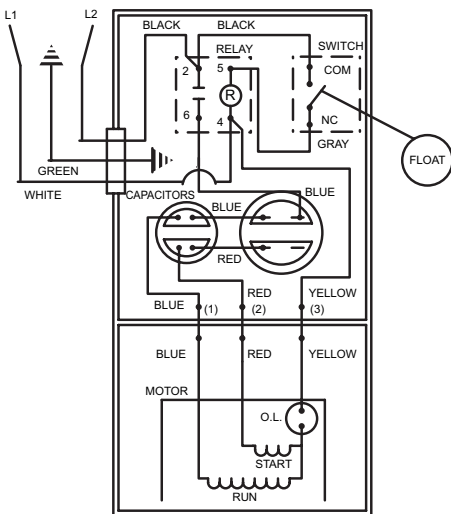 L1
L2
BLACK
BLACK
RELAY
SWITCH
2
5
COM
R
6
4
NC
GRAY
FLOAT
GREEN
WHITE
CAPACITORS
BLUE
BLUE
RED
RED
YELLOW
BLUE
(1)
(2)
(3)
BLUE
RED
YELLOW
MOTOR
O.L.
START
RUN